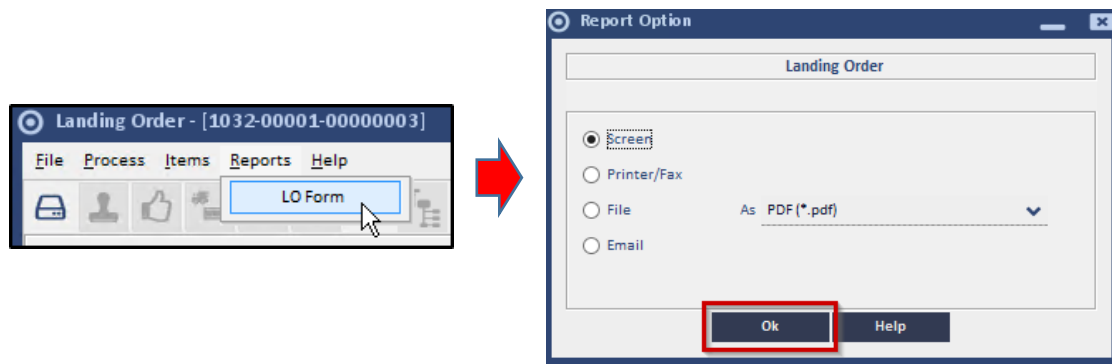 Landing Order - [1032-00001-00000003]
File Process Items Reports Help
LO Form
Report Option
Landing Order
Screen
Printer/Fax
File As PDF (*.pdf)
Email
Ok Help